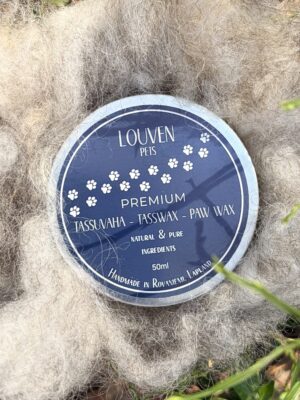 LOUVEN
PETS
PREMIUM
TASSUVAHA - TASSWAX - PAW WAX
NATURAL & PURE
INGREDIENTS
50ml
HANDMADE IN ROVANIEMI, LAPLAND